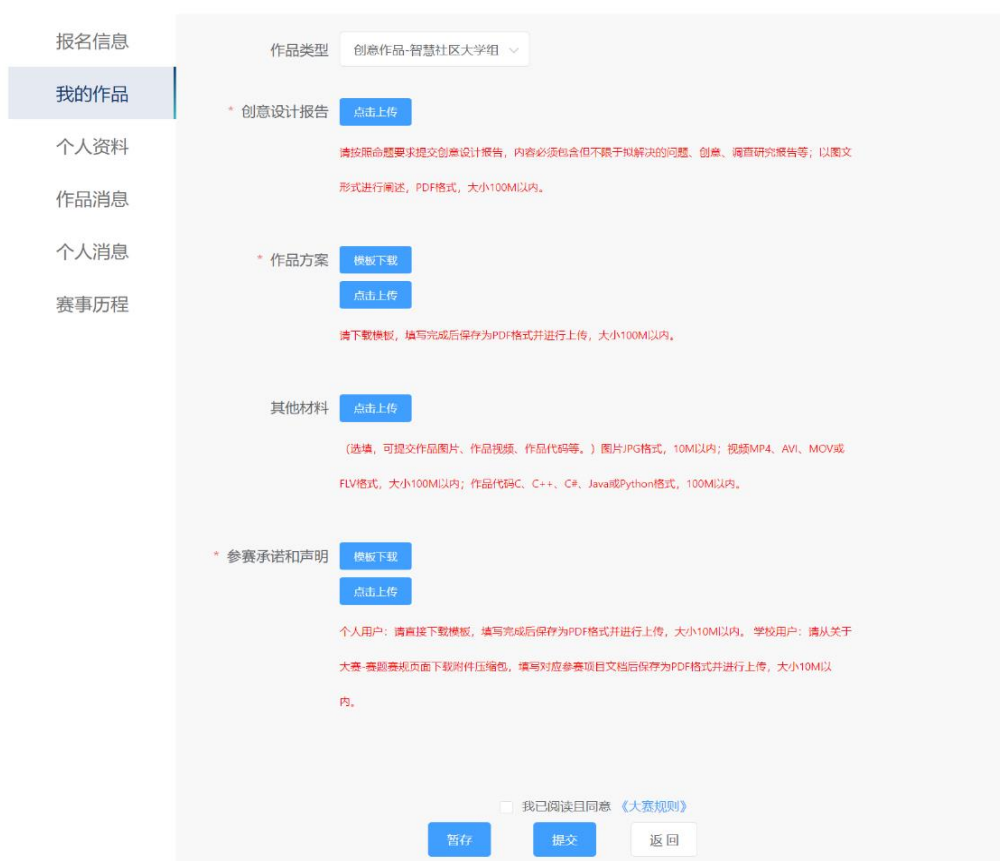 报名信息
我的作品
个人资料
作品消息
个人消息
赛事历程
作品类型 创意作品-智慧社区大学组
* 创意设计报告 点击上传
请按照命题要求提交创意设计报告，内容必须包含但不限于拟解决的问题、创意、调查研究报告等；以图文
形式进行阐述，PDF格式，大小100M以内。
* 作品方案 模板下载
点击上传
请下载模板，填写完成后保存为PDF格式并进行上传，大小100M以内。
其他材料 点击上传
（选填，可提交作品图片、作品视频、作品代码等。）图片JPG格式，10M以内；视频MP4、AVI、MOV或
FLV格式，大小100M以内；作品代码C、C++、C#、Java或Python格式，100M以内。
* 参赛承诺和声明 模板下载
点击上传
个人用户：请直接下载模板，填写完成后保存为PDF格式并进行上传，大小10M以内。 学校用户：请从关于
大赛-赛题赛规页面下载附件压缩包，填写对应参赛项目文档后保存为PDF格式并进行上传，大小10M以
内。
我已阅读且同意 《大赛规则》
暂存 提交 返回